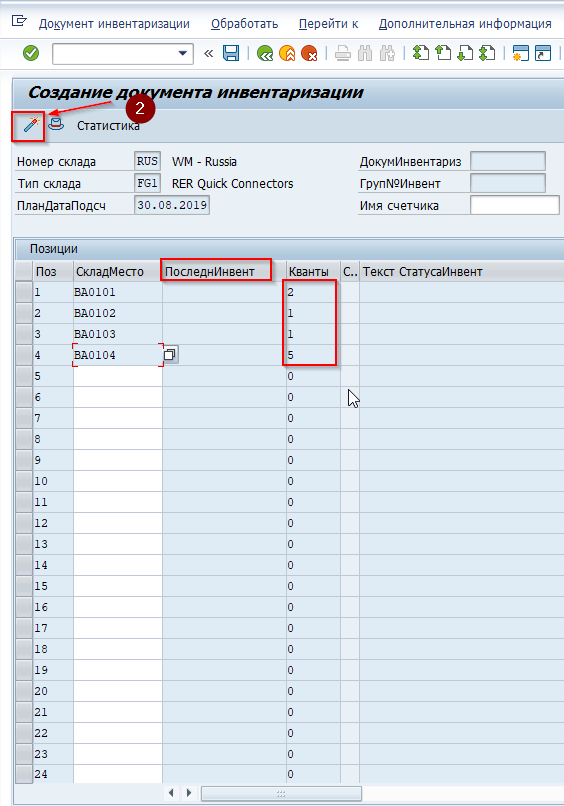 Документ инвентаризации Обработать Перейти к Дополнительная информация
Создание документа инвентаризации
2
Статистика
Номер склада RUS WM - Russia ДокумИнвентариз
Тип склада FG1 RER Quick Connectors Груп№Инвент
ПланДатаПодсч 30.08.2019 Имя счетчика
Позиции
Поз СкладМесто ПоследнИнвент Кванты С.. Текст СтатусаИнвент
1 BA0101 2
2 BA0102 1
3 BA0103 1
4 BA0104 5
5 0
6 0
7 0
8 0
9 0
10 0
11 0
12 0
13 0
14 0
15 0
16 0
17 0
18 0
19 0
20 0
21 0
22 0
23 0
24 0